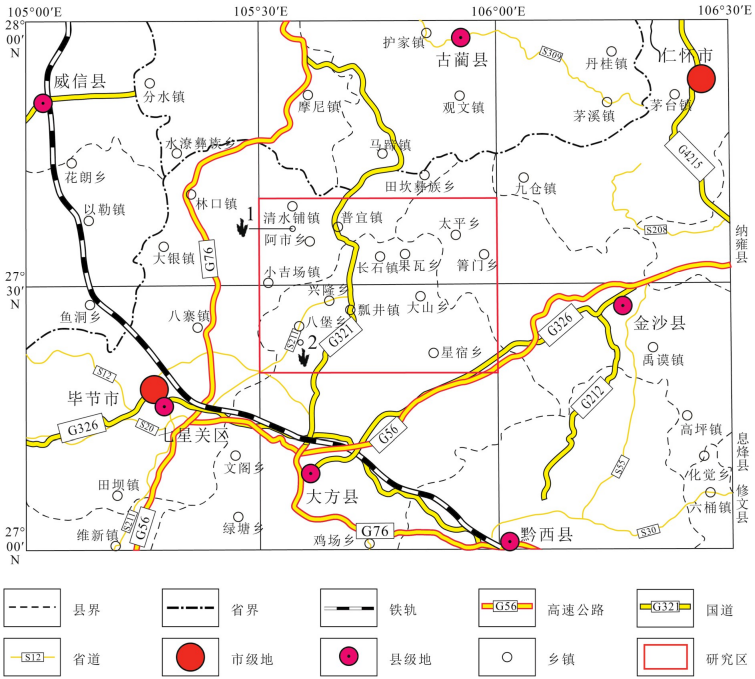 105°00′E
105°30′E
106°00′E
106°30′E
28°
00′
N
护家镇
古蔺县
S309
丹桂镇
仁怀市
威信县
分水镇
摩尼镇
观文镇
茅溪镇
茅台镇
水潦彝族乡
马蹄镇
G4215
花朗乡
田坎彝族乡
九仓镇
林口镇
以勒镇
清水铺镇
普宜镇
1
太平乡
S208
纳雍县
阿市乡
大银镇
G76
长石镇
果瓦乡
箐门乡
27°
30′
N
小吉场镇
兴隆乡
鱼洞乡
八寨镇
S211
八堡乡
瓢井镇
大山乡
G326
金沙县
2
G321
星宿乡
禹谟镇
S12
毕节市
G212
G326
S20
七星关区
G56
高坪镇
文阁乡
息烽县
S55
化觉乡
田坝镇
大方县
六桶镇
修文县
S211
G56
绿塘乡
G76
S30
27°
00′
N
维新镇
鸡场乡
黔西县
县界
省界
铁轨
G56
高速公路
G321
国道
S12
省道
市级地
县级地
乡镇
研究区